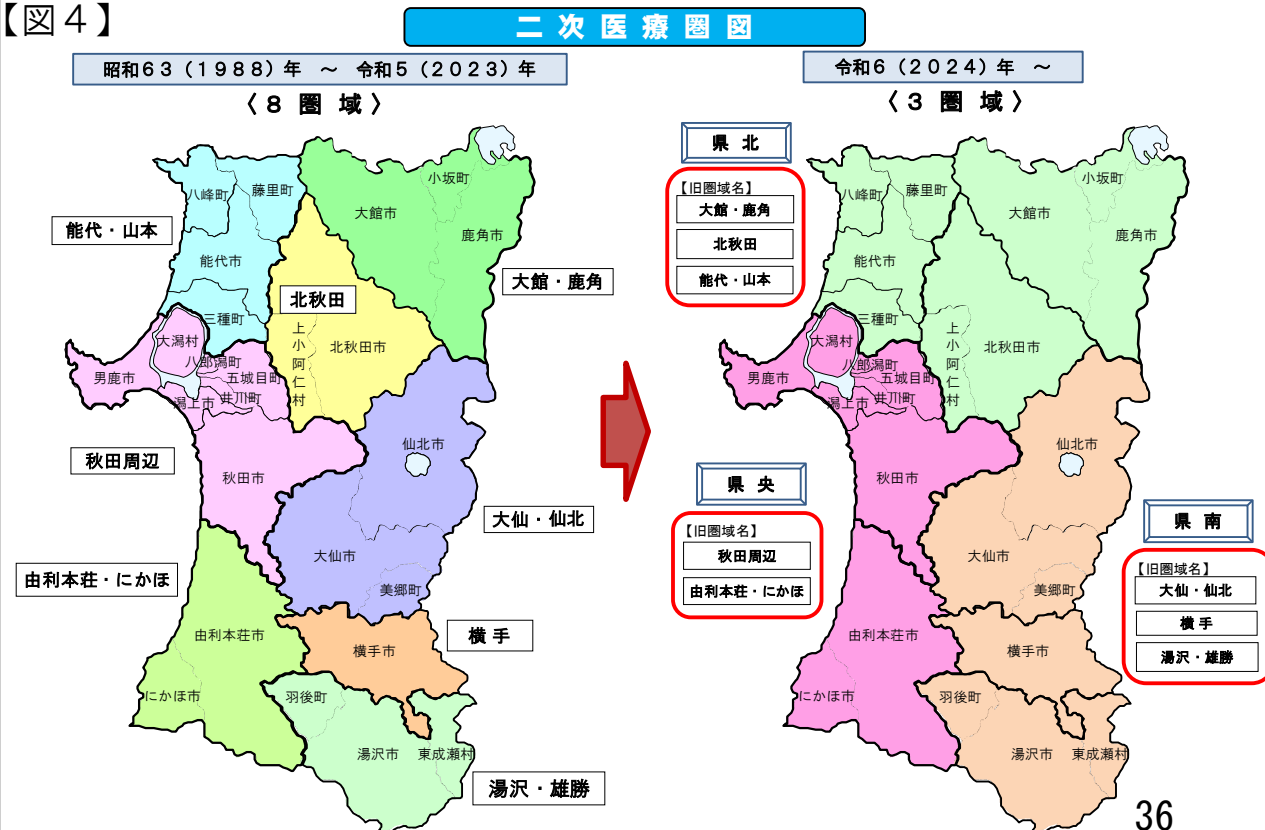 【図４】
二次医療圏図
昭和６３（１９８８）年　～　令和５（２０２３）年
〈８圏域〉
八峰町
藤里町
大館市
小坂町
鹿角市
能代・山本
能代市
大館・鹿角
北秋田
三種町
上小阿仁村
北秋田市
大潟村
八郎潟町
男鹿市
五城目町
潟上市
井川町
秋田周辺
秋田市
仙北市
大仙・仙北
大仙市
由利本荘・にかほ
美郷町
由利本荘市
横手
横手市
にかほ市
羽後町
湯沢市
東成瀬村
湯沢・雄勝
令和６（２０２４）年　～
〈３圏域〉
県北
【旧圏域名】
大館・鹿角
北秋田
能代・山本
八峰町
藤里町
大館市
小坂町
鹿角市
能代市
三種町
上小阿仁村
北秋田市
大潟村
八郎潟町
男鹿市
五城目町
潟上市
井川町
仙北市
秋田市
県央
【旧圏域名】
秋田周辺
由利本荘・にかほ
大仙市
美郷町
県南
【旧圏域名】
大仙・仙北
横手
湯沢・雄勝
由利本荘市
横手市
にかほ市
羽後町
湯沢市
東成瀬村
36